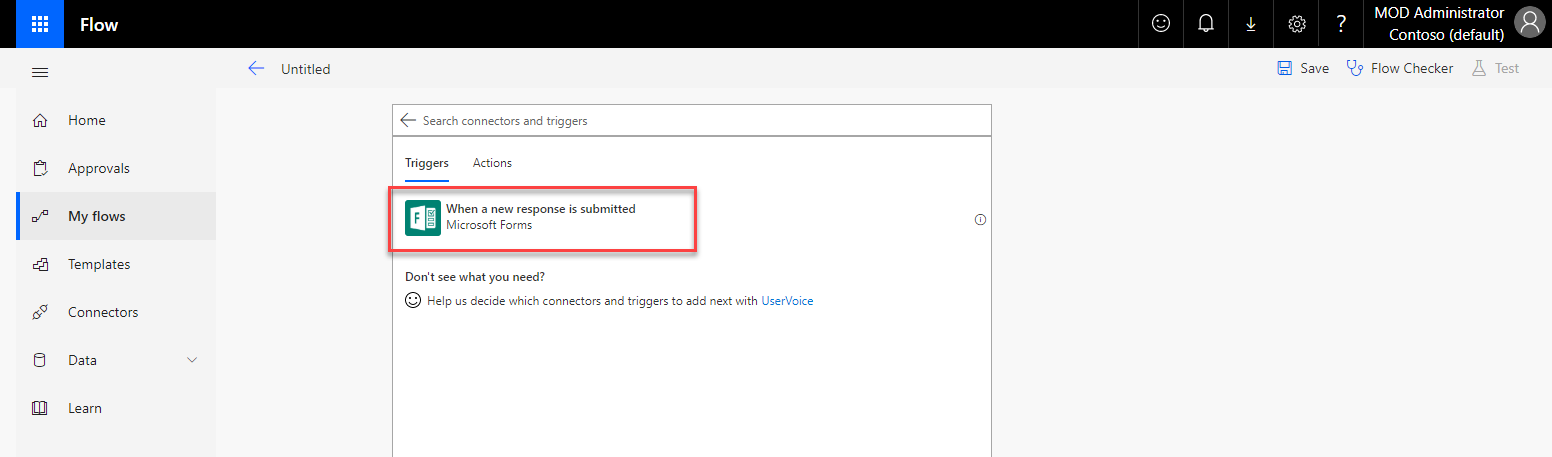 Flow
?
MOD Administrator
Contoso (default)
Untitled
Save
Flow Checker
Test
Home
Approvals
My flows
Templates
Connectors
Data
Learn
Search connectors and triggers
Triggers
Actions
F
When a new response is submitted
Microsoft Forms
Don't see what you need?
Help us decide which connectors and triggers to add next with UserVoice